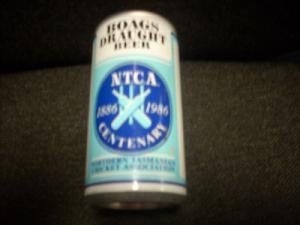 BOAGS
DRAUGHT
BEER
NTCA
1886 1986
CENTENARY
NORTHERN TASMANIAN
CRICKET ASSOCIATION